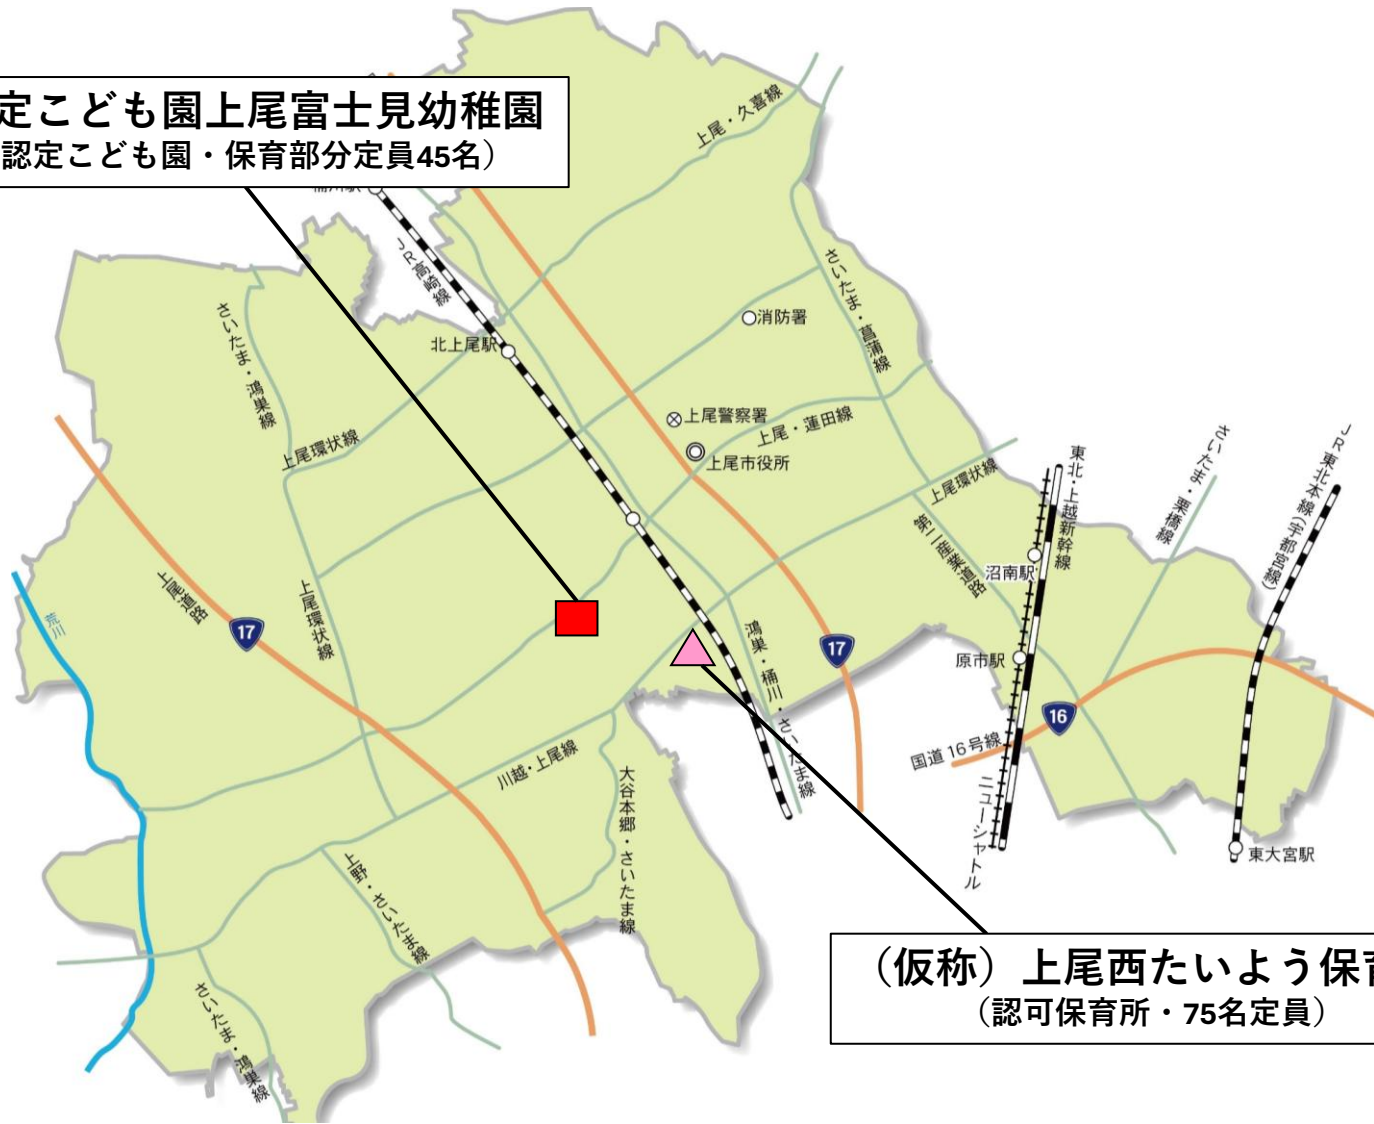 定こども園上尾富士見幼稚園
認定こども園・保育部分定員45名）
上尾・久喜線
JR高崎線
さいたま・菖蒲線
消防署
さいたま・鴻巣線
北上尾駅
上尾警察署
上尾・蓮田線
上尾環状線
上尾市役所
上尾環状線
東北・上越新幹線
さいたま・栗橋線
JR東北本線(宇都宮線)
第二産業道路
沼南駅
上尾道路
上尾環状線
荒川
17
鴻巣・桶川・さいたま線
17
原市駅
16
国道16号線
川越・上尾線
大谷本郷・さいたま線
ニューシャトル
東大宮駅
上野・さいたま線
（仮称）上尾西たいよう保育
（認可保育所・75名定員）
さいたま・鴻巣線